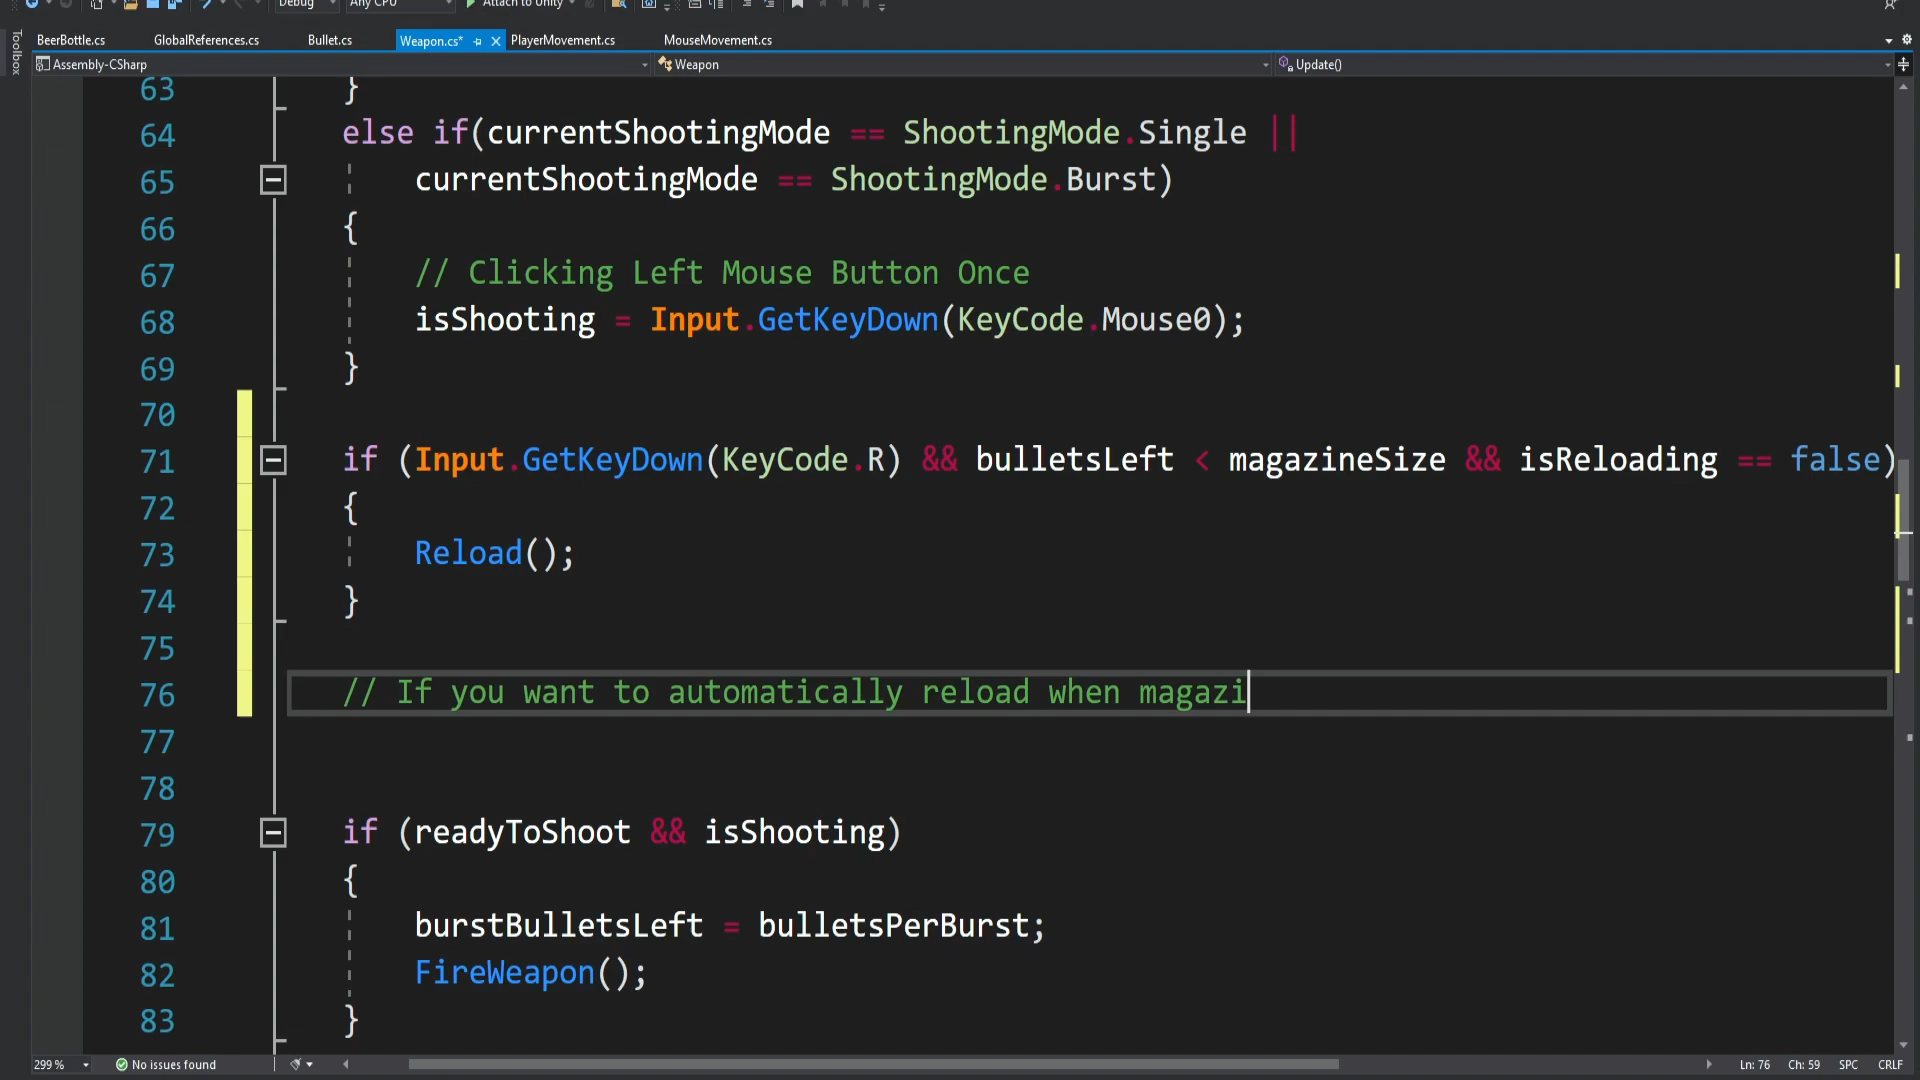 Debug Any CPU Attach to Unity
Toolbox
BeerBottle.cs GlobalReferences.cs Bullet.cs Weapon.cs* PlayerMovement.cs MouseMovement.cs
Assembly-CSharp Weapon Update()
63 }
64 else if(currentShootingMode == ShootingMode.Single ||
65 currentShootingMode == ShootingMode.Burst)
66 {
67 // Clicking Left Mouse Button Once
68 isShooting = Input.GetKeyDown(KeyCode.Mouse0);
69 }
70
71 if (Input.GetKeyDown(KeyCode.R) && bulletsLeft < magazineSize && isReloading == false)
72 {
73 Reload();
74 }
75
76 // If you want to automatically reload when magazi
77
78
79 if (readyToShoot && isShooting)
80 {
81 burstBulletsLeft = bulletsPerBurst;
82 FireWeapon();
83 }
299 % No issues found Ln: 76 Ch: 59 SPC CRLF